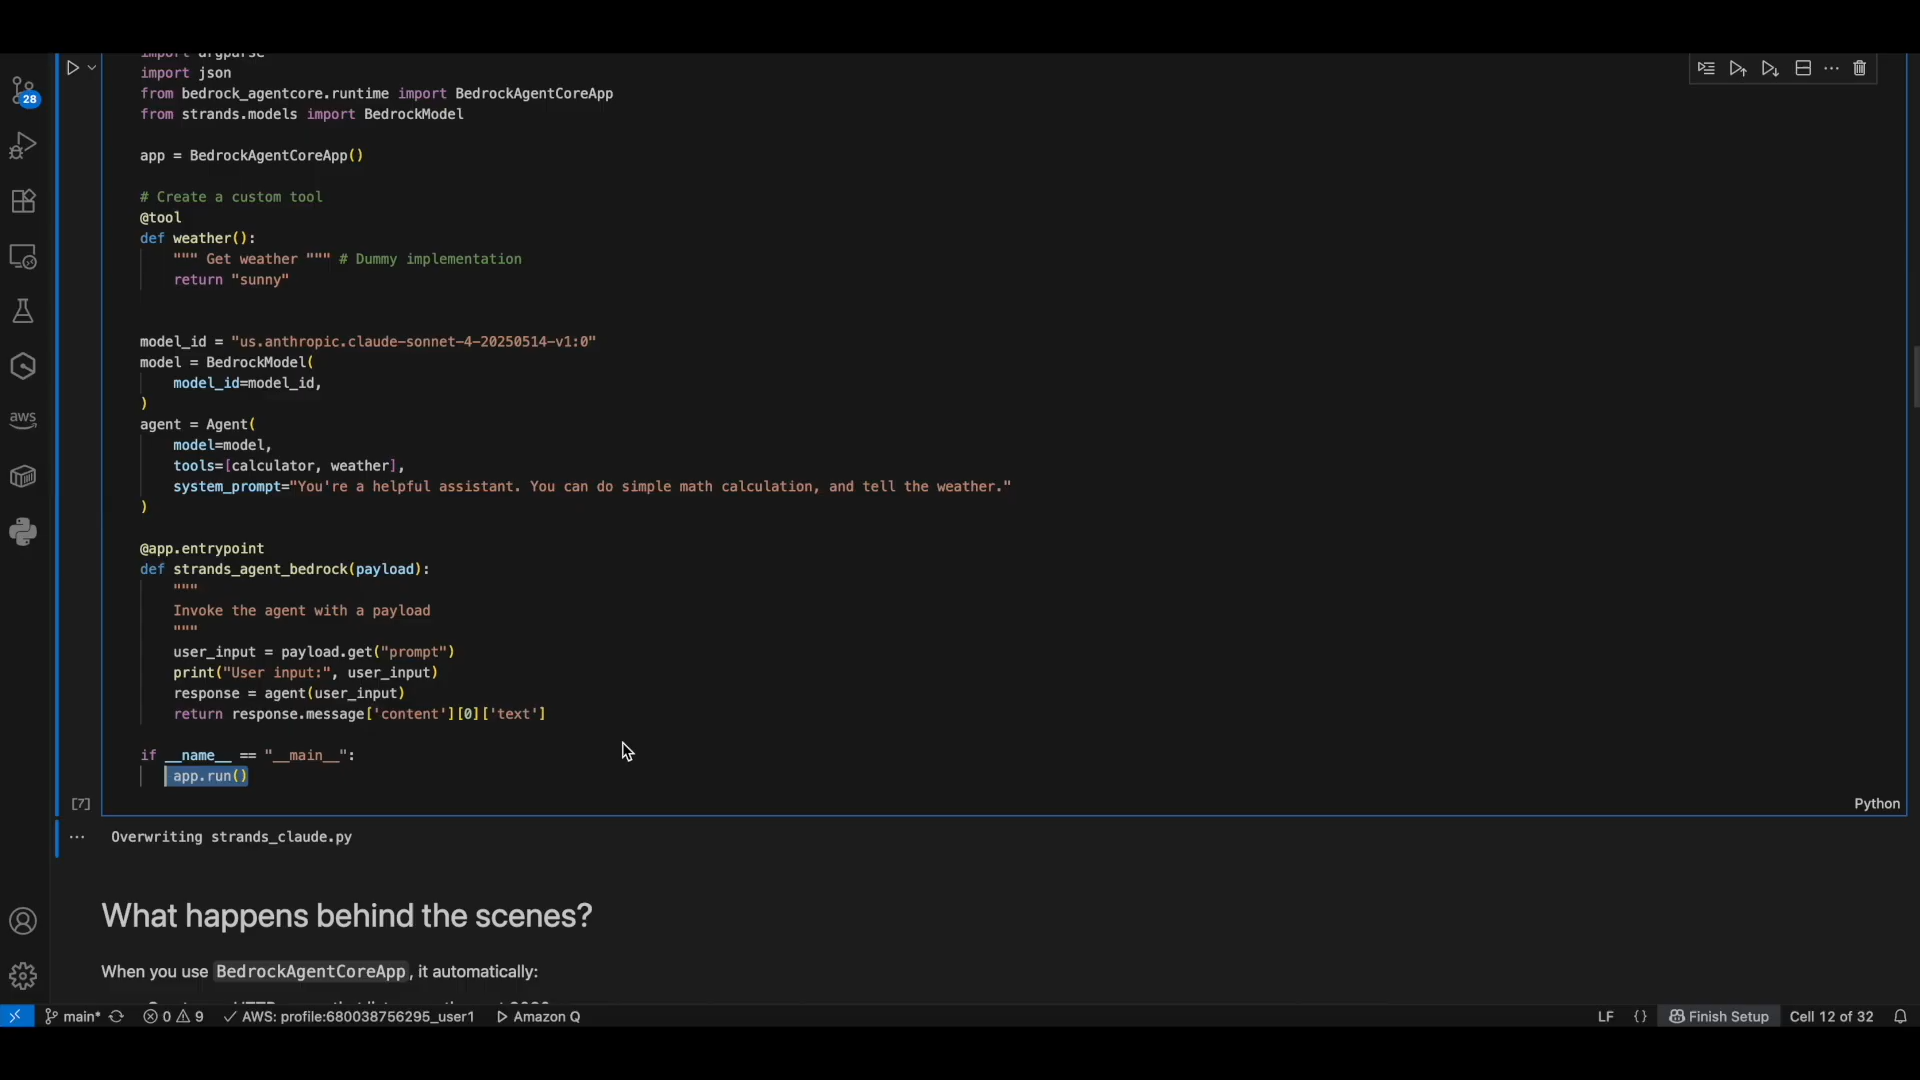 import argparse
import json
from bedrock_agentcore.runtime import BedrockAgentCoreApp
from strands.models import BedrockModel
app = BedrockAgentCoreApp()
# Create a custom tool
@tool
def weather():
""" Get weather """ # Dummy implementation
return "sunny"
model_id = "us.anthropic.claude-sonnet-4-20250514-v1:0"
model = BedrockModel(
model_id=model_id,
)
agent = Agent(
model=model,
tools=[calculator, weather],
system_prompt="You're a helpful assistant. You can do simple math calculation, and tell the weather."
)
@app.entrypoint
def strands_agent_bedrock(payload):
"""
Invoke the agent with a payload
"""
user_input = payload.get("prompt")
print("User input:", user_input)
response = agent(user_input)
return response.message['content'][0]['text']
if __name__ == "__main__":
app.run()
[7]
Python
Overwriting strands_claude.py
What happens behind the scenes?
When you use BedrockAgentCoreApp, it automatically:
28
aws
main* 0 9 AWS: profile:680038756295_user1 Amazon Q LF {} Finish Setup Cell 12 of 32